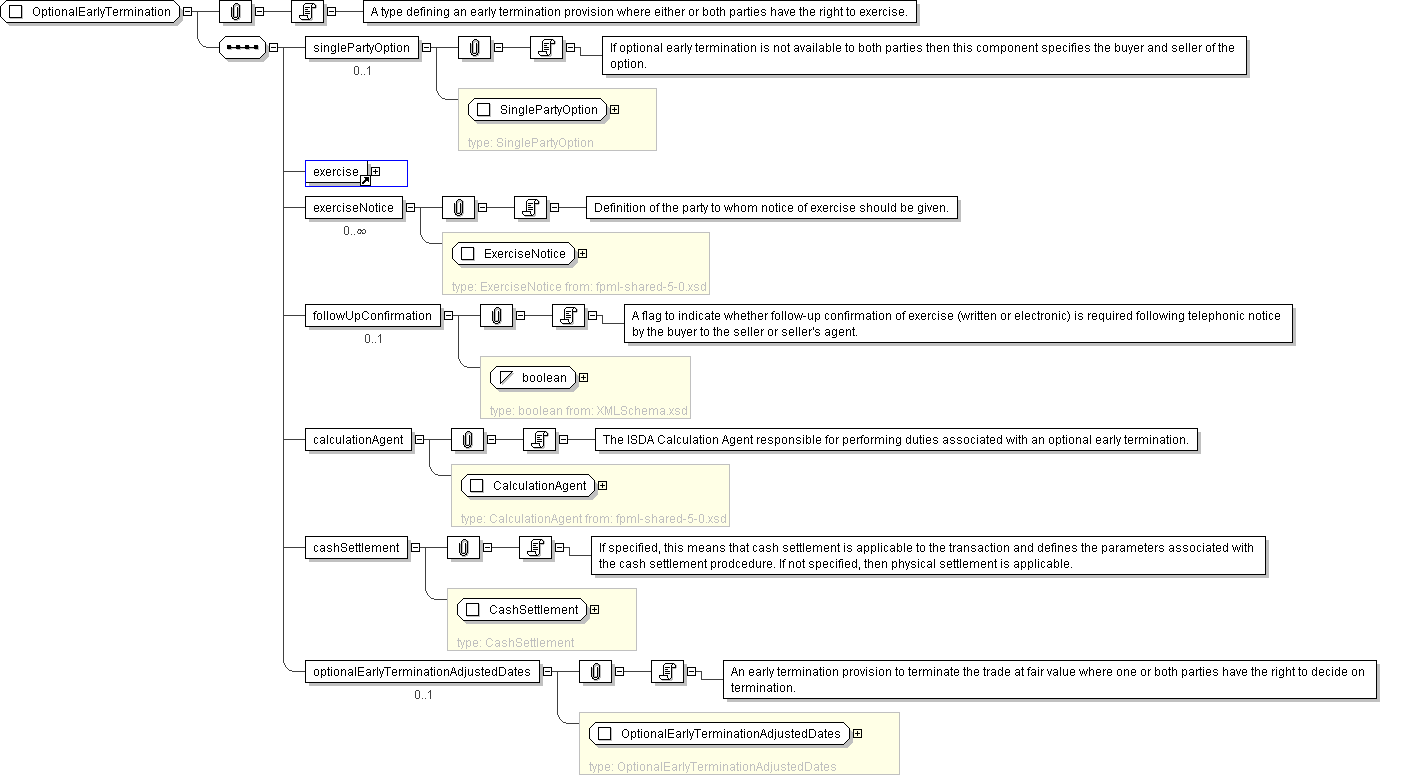 OptionalEarlyTermination
A type defining an early termination provision where either or both parties have the right to exercise.
singlePartyOption
If optional early termination is not available to both parties then this component specifies the buyer and seller of the
option.
0..1
SinglePartyOption
type: SinglePartyOption
exercise
exerciseNotice
Definition of the party to whom notice of exercise should be given.
0..∞
ExerciseNotice
type: ExerciseNotice from: fpml-shared-5-0.xsd
followUpConfirmation
A flag to indicate whether follow-up confirmation of exercise (written or electronic) is required following telephonic notice
by the buyer to the seller or seller's agent.
0..1
boolean
type: boolean from: XMLSchema.xsd
calculationAgent
The ISDA Calculation Agent responsible for performing duties associated with an optional early termination.
CalculationAgent
type: CalculationAgent from: fpml-shared-5-0.xsd
cashSettlement
If specified, this means that cash settlement is applicable to the transaction and defines the parameters associated with
the cash settlement prodcedure. If not specified, then physical settlement is applicable.
CashSettlement
type: CashSettlement
optionalEarlyTerminationAdjustedDates
An early termination provision to terminate the trade at fair value where one or both parties have the right to decide on
termination.
0..1
OptionalEarlyTerminationAdjustedDates
type: OptionalEarlyTerminationAdjustedDates